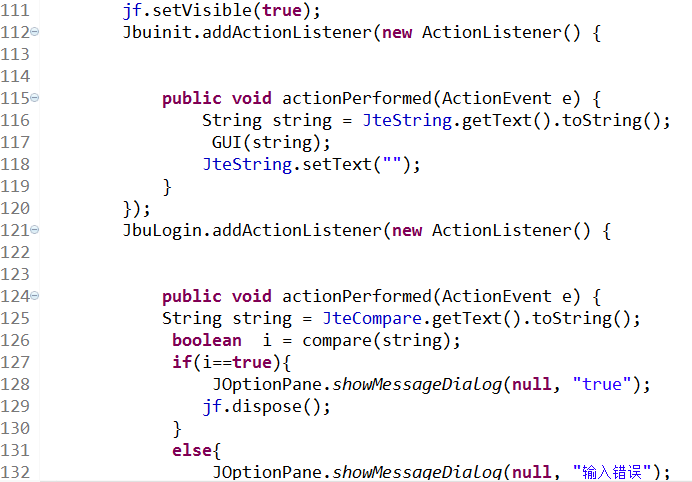 111 jf.setVisible(true);
112 Jbuinit.addActionListener(new ActionListener() {
113
114
115 public void actionPerformed(ActionEvent e) {
116 String string = JteString.getText().toString();
117 GUI(string);
118 JteString.setText("");
119 }
120 });
121 JbuLogin.addActionListener(new ActionListener() {
122
123
124 public void actionPerformed(ActionEvent e) {
125 String string = JteCompare.getText().toString();
126 boolean i = compare(string);
127 if(i==true){
128 JOptionPane.showMessageDialog(null, "true");
129 jf.dispose();
130 }
131 else{
132 JOptionPane.showMessageDialog(null, "输入错误");